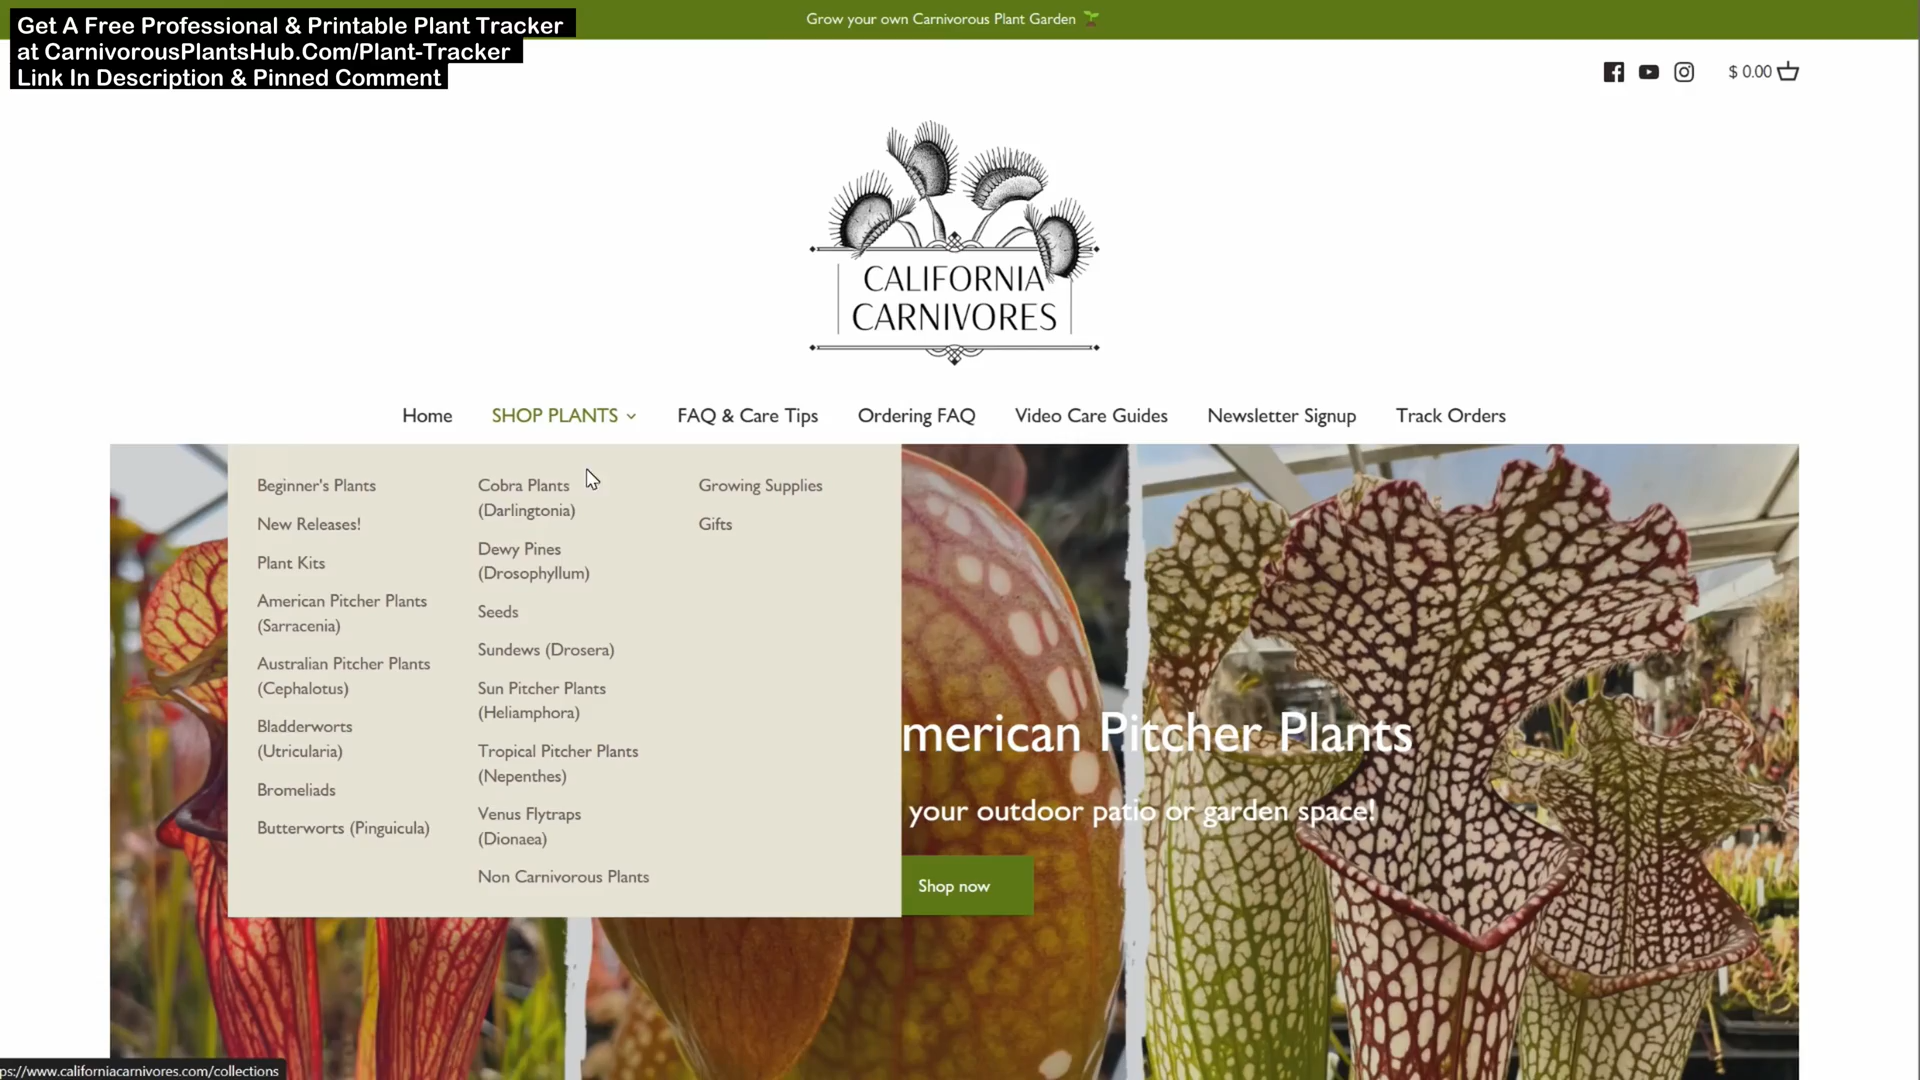 Get A Free Professional & Printable Plant Tracker
at CarnivorousPlantsHub.Com/Plant-Tracker
Link In Description & Pinned Comment
Grow your own Carnivorous Plant Garden
$ 0.00
CALIFORNIA
CARNIVORES
Home
SHOP PLANTS
FAQ & Care Tips
Ordering FAQ
Video Care Guides
Newsletter Signup
Track Orders
Beginner's Plants
New Releases!
Plant Kits
American Pitcher Plants
(Sarracenia)
Australian Pitcher Plants
(Cephalotus)
Bladderworts
(Utricularia)
Bromeliads
Butterworts (Pinguicula)
Cobra Plants
(Darlingtonia)
Dewy Pines
(Drosophyllum)
Seeds
Sundews (Drosera)
Sun Pitcher Plants
(Heliamphora)
Tropical Pitcher Plants
(Nepenthes)
Venus Flytraps
(Dionaea)
Non Carnivorous Plants
Growing Supplies
Gifts
merican Pitcher Plants
your outdoor patio or garden space!
Shop now
ps://www.californiacarnivores.com/collections